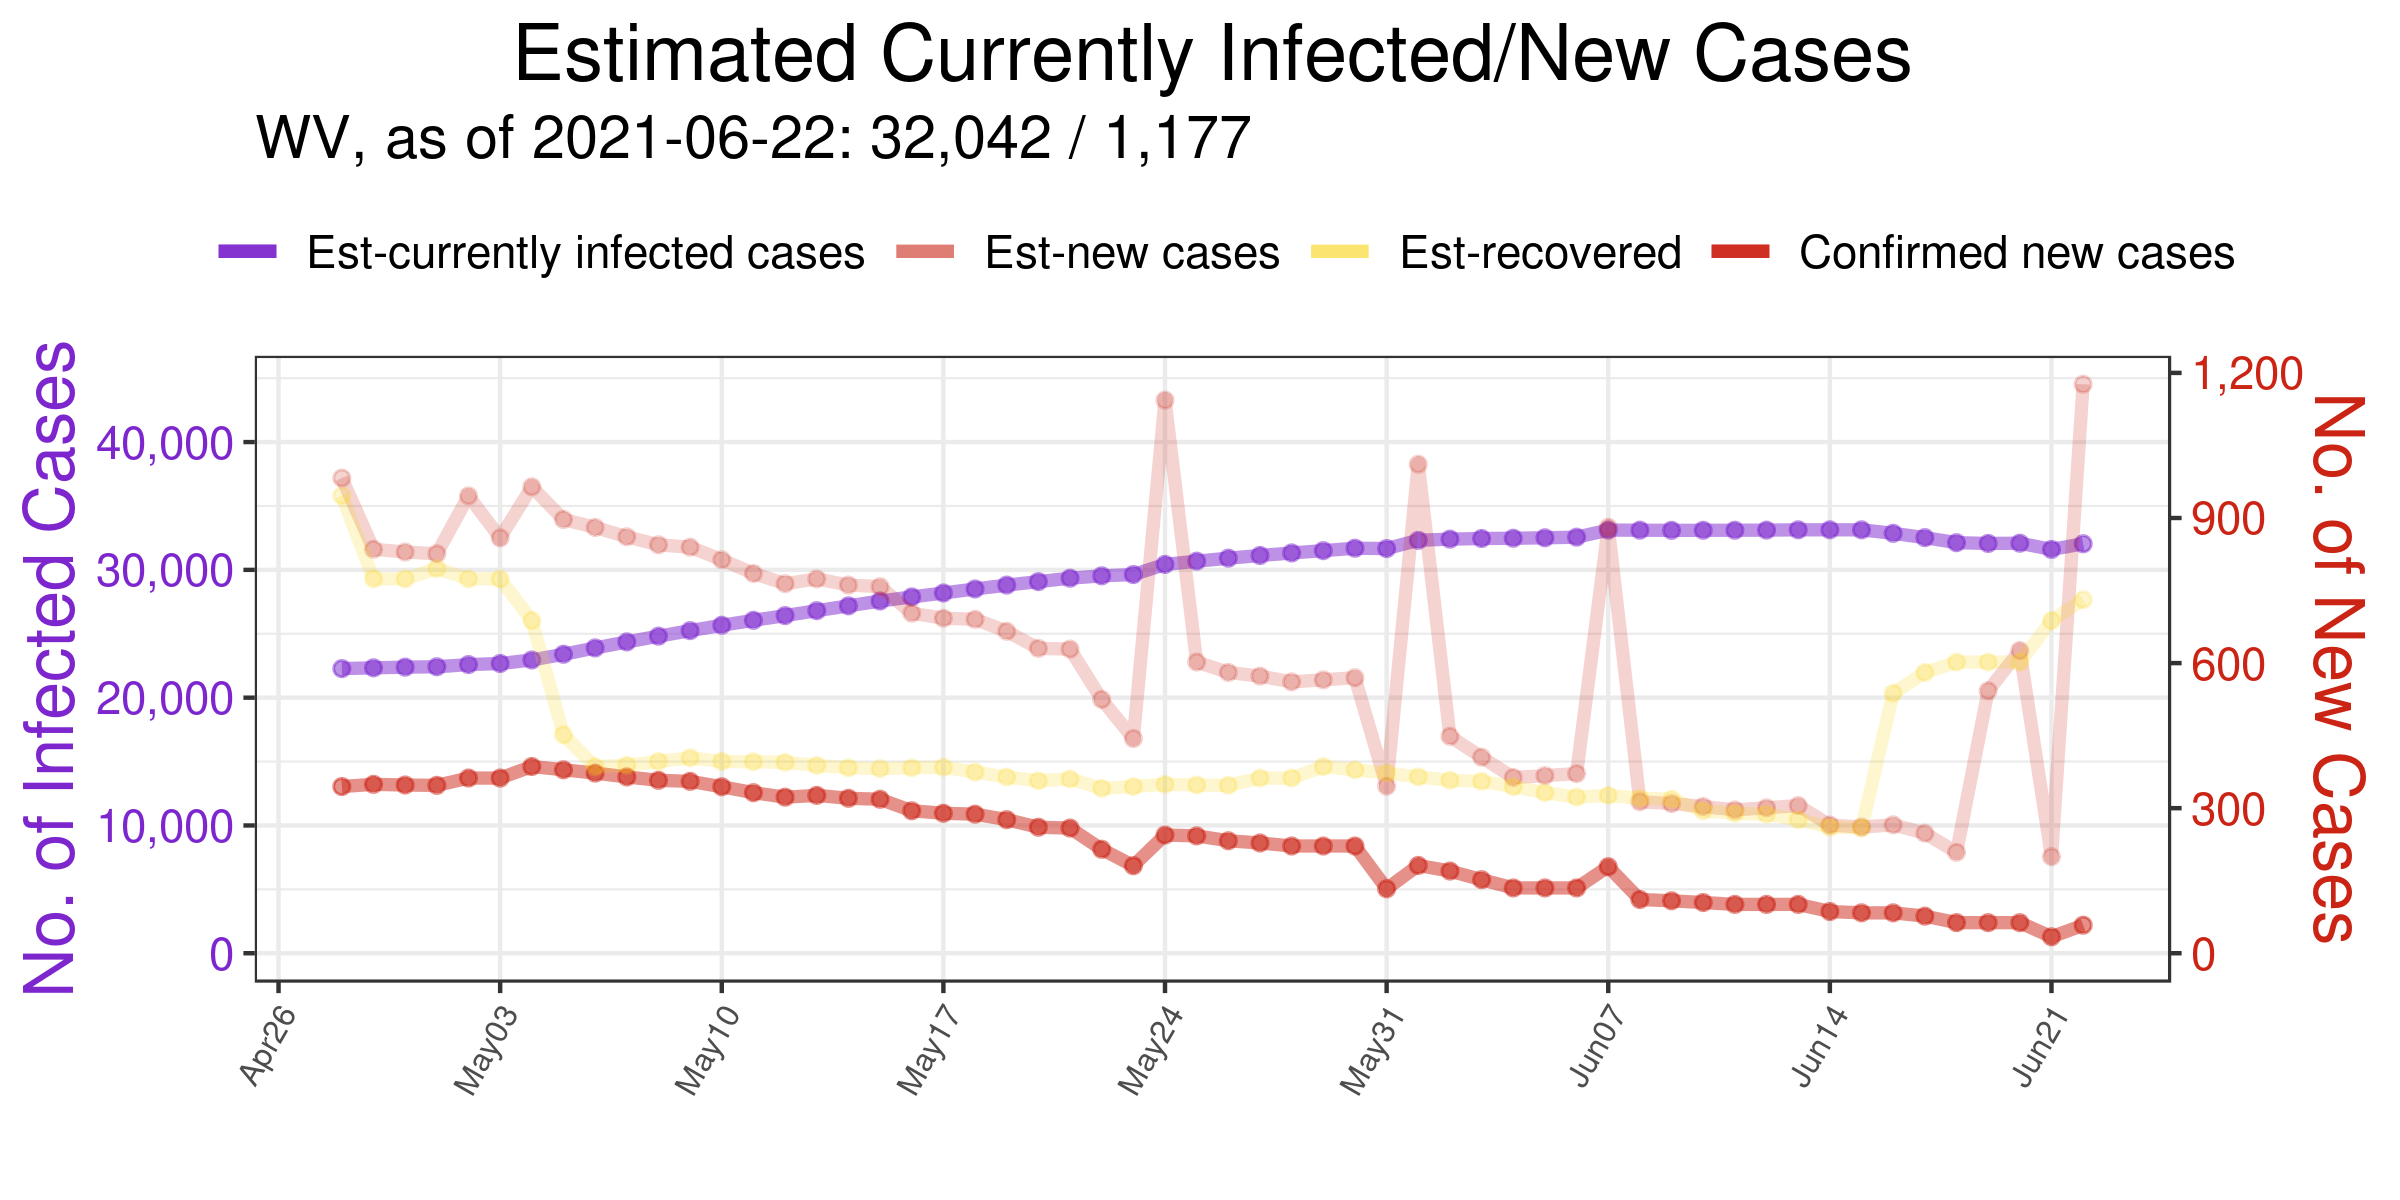 Estimated Currently Infected/New Cases
WV, as of 2021-06-22: 32,042 / 1,177
Est-currently infected cases Est-new cases Est-recovered Confirmed new cases
No. of Infected Cases
40,000
30,000
20,000
10,000
0
1,200
900
600
300
0
No. of New Cases
Apr26 May03 May10 May17 May24 May31 Jun07 Jun14 Jun21